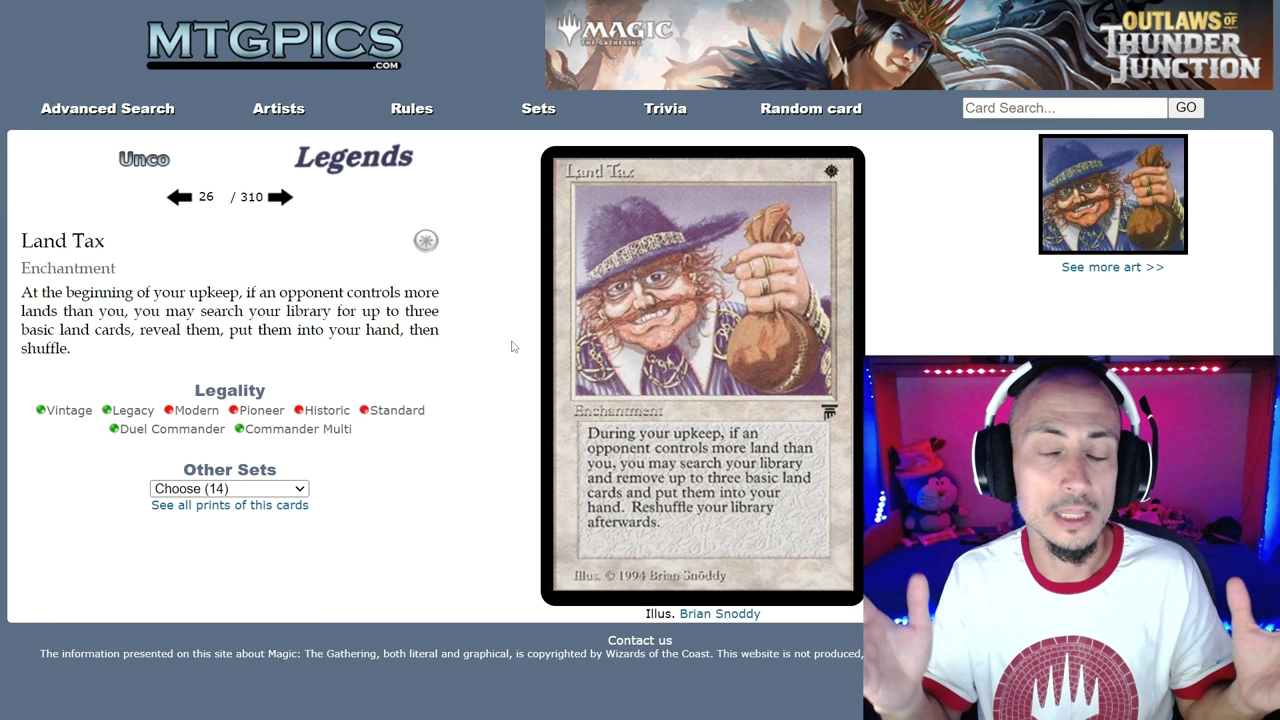 MTGPICS
.COM
MAGIC
THE GATHERING
OUTLAWS OF
THUNDER
JUNCTION
Advanced Search
Artists
Rules
Sets
Trivia
Random card
Card Search...
GO
Unco
Legends
26 / 310
Land Tax
Enchantment
At the beginning of your upkeep, if an opponent controls more
lands than you, you may search your library for up to three
basic land cards, reveal them, put them into your hand, then
shuffle.
Legality
Vintage Legacy Modern Pioneer Historic Standard
Duel Commander Commander Multi
Other Sets
Choose (14)
See all prints of this cards
Land Tax
Enchantment
During your upkeep, if an
opponent controls more land than
you, you may search your library
and remove up to three basic land
cards and put them into your
hand. Reshuffle your library
afterwards.
Illus. © 1994 Brian Snöddy
Illus. Brian Snoddy
See more art >>
Contact us
The information presented on this site about Magic: The Gathering, both literal and graphical, is copyrighted by Wizards of the Coast. This website is not produced,